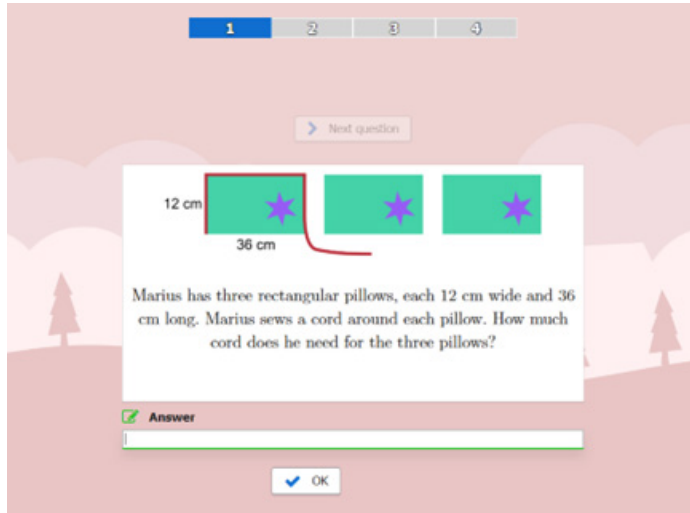 1 2 3 4
Next question
12 cm
36 cm
Marius has three rectangular pillows, each 12 cm wide and 36
cm long. Marius sews a cord around each pillow. How much
cord does he need for the three pillows?
Answer
OK